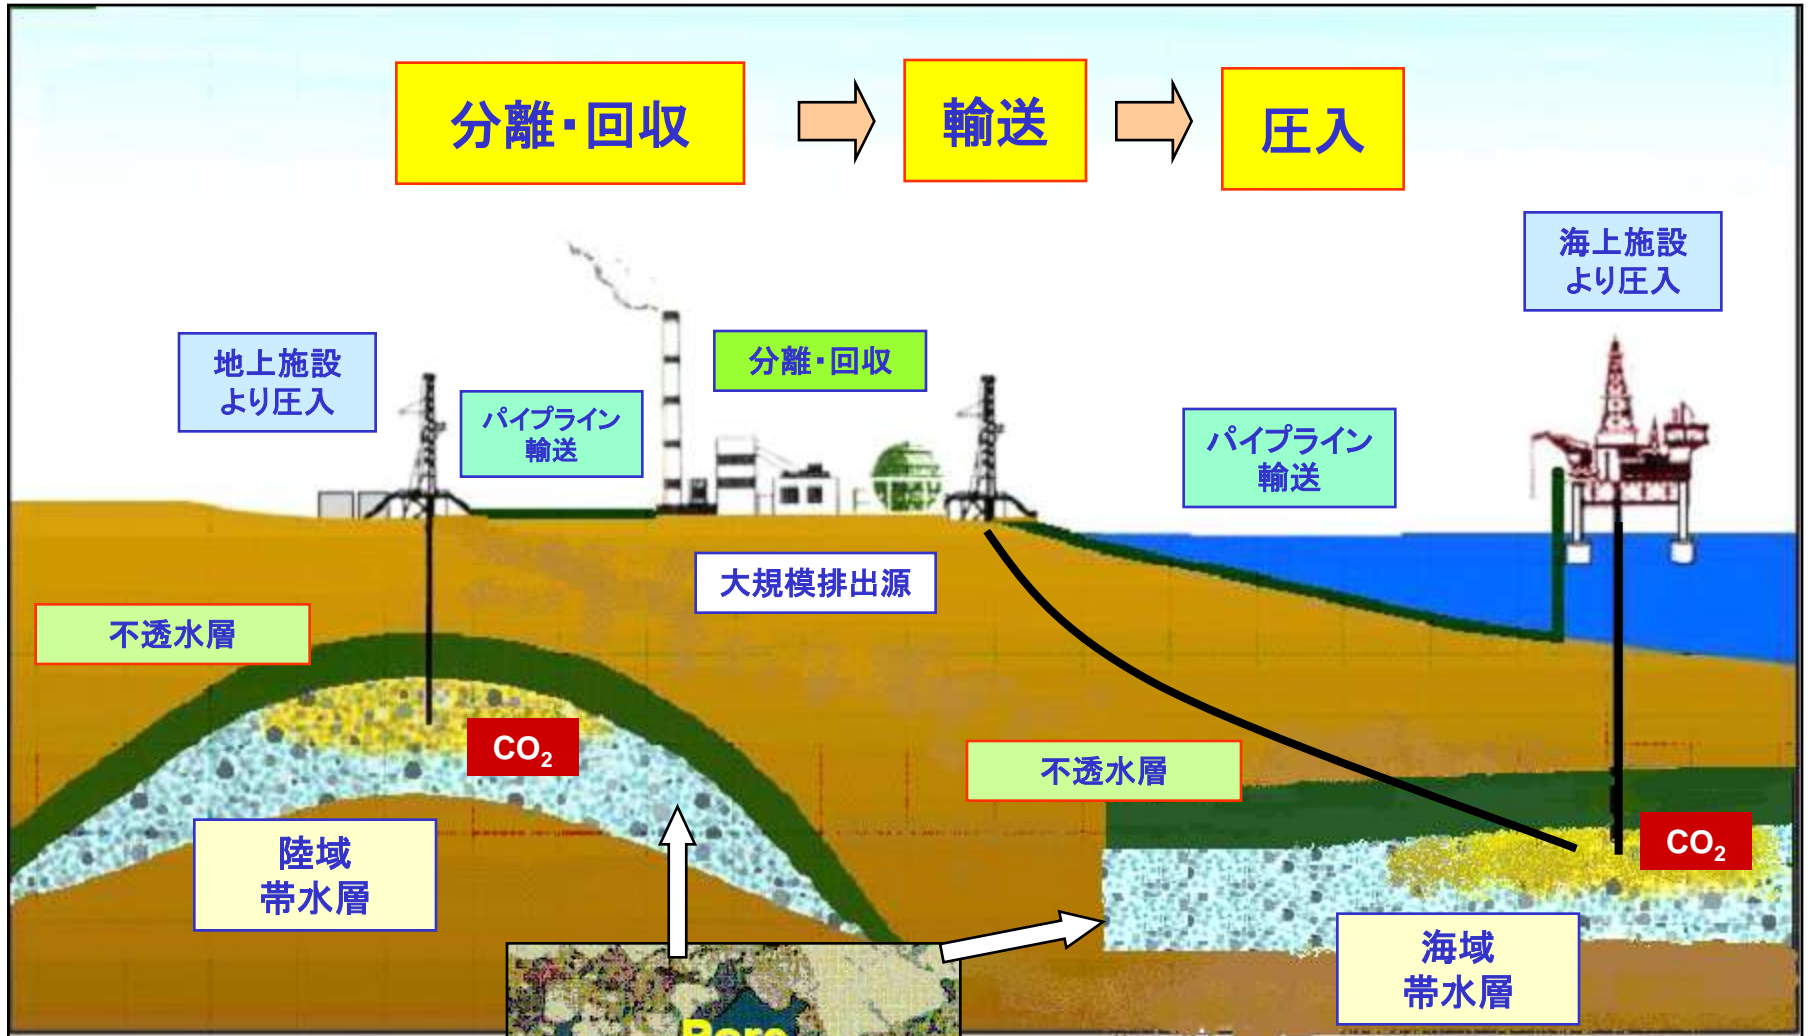 分離・回収
輸送
圧入
海上施設
より圧入
地上施設
より圧入
分離・回収
パイプライン
輸送
パイプライン
輸送
大規模排出源
不透水層
CO₂
不透水層
CO₂
陸域
帯水層
海域
帯水層
Pore